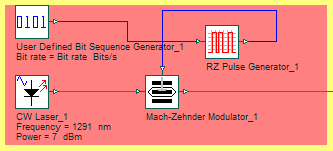 0101
User Defined Bit Sequence Generator_1
Bit rate = Bit rate  Bits/s
RZ Pulse Generator_1
CW Laser_1
Frequency = 1291  nm
Power = 7  dBm
Mach-Zehnder Modulator_1